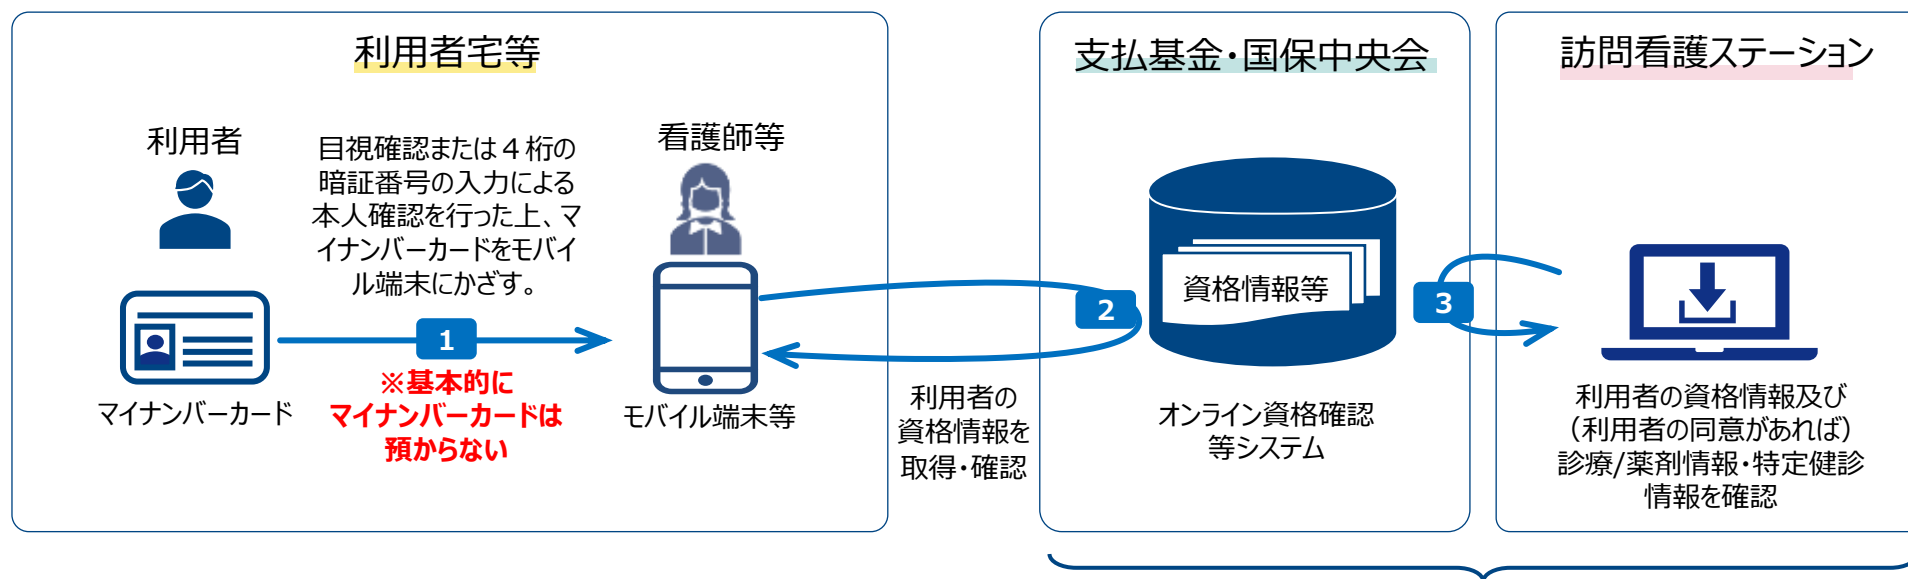 利用者宅等
利用者
目視確認または4桁の
暗証番号の入力による
本人確認を行った上、マ
イナンバーカードをモバイ
ル端末にかざす。
看護師等
1
マイナンバーカード
※基本的に
マイナンバーカードは
預からない
モバイル端末等
2
利用者の
資格情報を
取得・確認
支払基金・国保中央会
資格情報等
オンライン資格確認
等システム
3
訪問看護ステーション
利用者の資格情報及び
（利用者の同意があれば）
診療/薬剤情報・特定健診
情報を確認